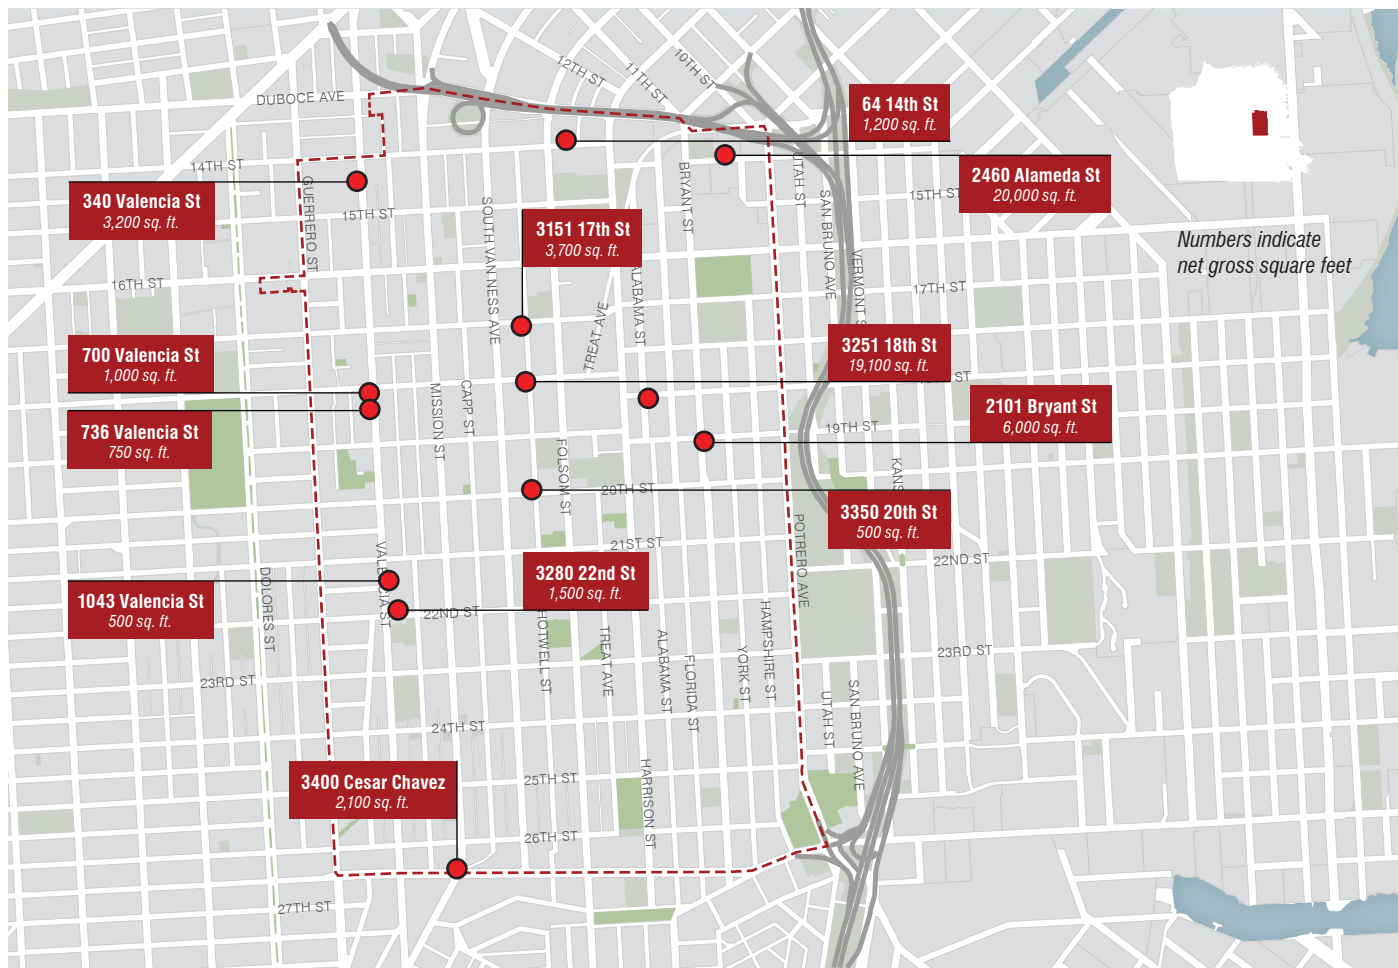 12TH ST
11TH ST
10TH ST
DUBOCE AVE
64 14th St
1,200 sq. ft.
14TH ST
2460 Alameda St
20,000 sq. ft.
340 Valencia St
3,200 sq. ft.
GUERRERO ST
15TH ST
SOUTH VAN NESS AVE
BRYANT ST
UTAH ST
SAN BRUNO AVE
15TH ST
3151 17th St
3,700 sq. ft.
Numbers indicate
net gross square feet
VERMONT S
16TH ST
17TH ST
ALABAMA ST
TREAT AVE
700 Valencia St
1,000 sq. ft.
3251 18th St
19,100 sq. ft.
ST
MISSION ST
CAPP ST
2101 Bryant St
6,000 sq. ft.
736 Valencia St
750 sq. ft.
19TH ST
FOLSOM ST
KANS
20TH ST
3350 20th St
500 sq. ft.
POTRERO AVE
21ST ST
VALENCIA ST
22ND ST
3280 22nd St
1,500 sq. ft.
DOLORES ST
1043 Valencia St
500 sq. ft.
22ND ST
HOTWELL ST
TREAT AVE
ALABAMA ST
FLORIDA ST
YORK ST
HAMPSHIRE ST
23RD ST
23RD ST
UTAH ST
SAN BRUNO AVE
24TH ST
3400 Cesar Chavez
2,100 sq. ft.
25TH ST
HARRISON ST
26TH ST
27TH ST